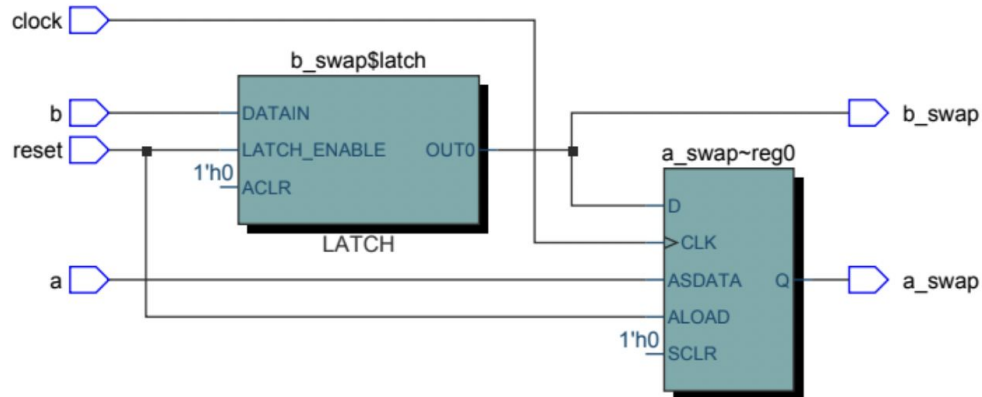 clock
b_swap$latch
b
DATAIN
b_swap
reset
LATCH_ENABLE
OUT0
a_swap~reg0
1'h0
ACLR
D
LATCH
CLK
a
ASDATA
Q
a_swap
ALOAD
1'h0
SCLR